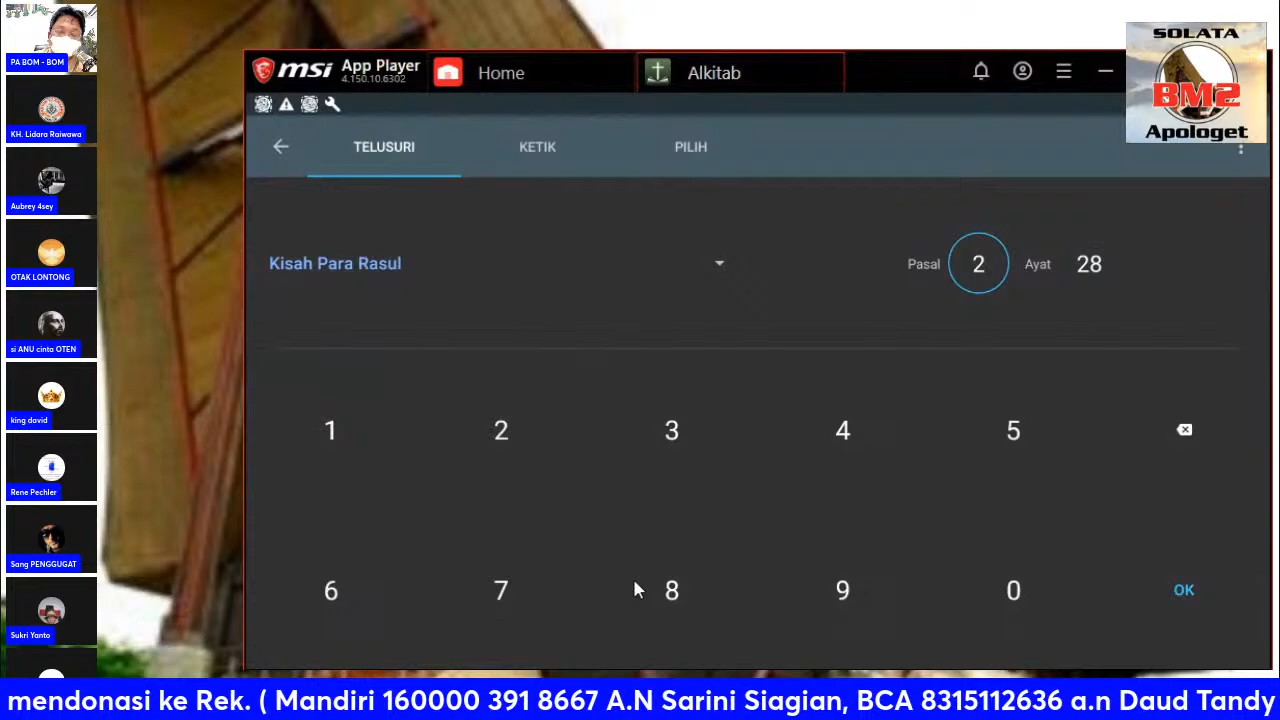 PA BOM - BOM
KH. Lidara Raiwawa
Aubrey 4sey
OTAK LONTONG
si ANU cinta OTEN
king david
Rene Pechler
Sang PENGGUGAT
Sukri Yanto
msi App Player
4.150.10.6302
Home
Alkitab
SOLATA
BM2
Apologet
TELUSURI KETIK PILIH
Kisah Para Rasul Pasal 2 Ayat 28
1 2 3 4 5
6 7 8 9 0 OK
mendonasi ke Rek. ( Mandiri 160000 391 8667 A.N Sarini Siagian, BCA 8315112636 a.n Daud Tandy